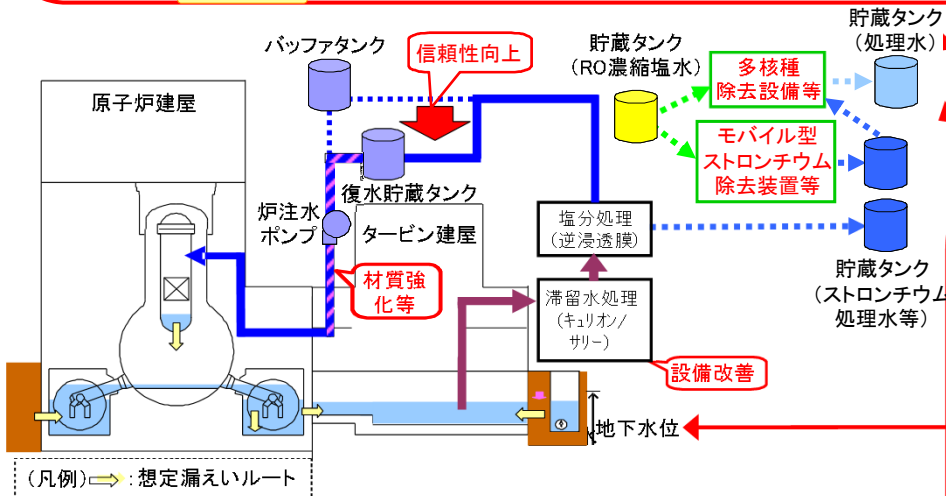 バッファタンク
信頼性向上
貯蔵タンク
(RO濃縮塩水)
多核種
除去設備等
貯蔵タンク
(処理水)
原子炉建屋
モバイル型
ストロンチウム
除去装置等
復水貯蔵タンク
炉注水
ポンプ
タービン建屋
塩分処理
(逆浸透膜)
材質強
化等
滞留水処理
(キュリオン/
サリー)
貯蔵タンク
(ストロンチウム
処理水等)
設備改善
地下水位
(凡例) :想定漏えいルート